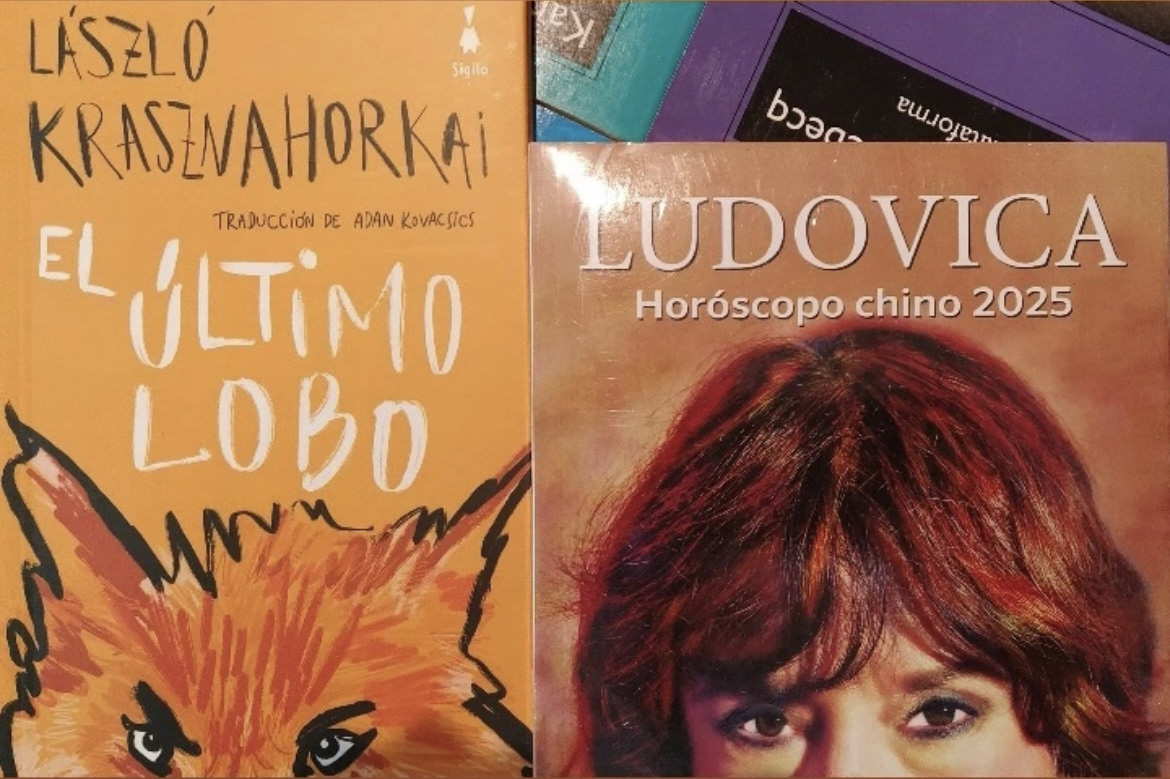 LÁSZLÓ
KRASZNAHORKAI
Sigilo
TRADUCCIÓN DE ADAN KOVACSICS
EL
ÚLTIMO
LOBO
LUDOVICA
Horóscopo chino 2025